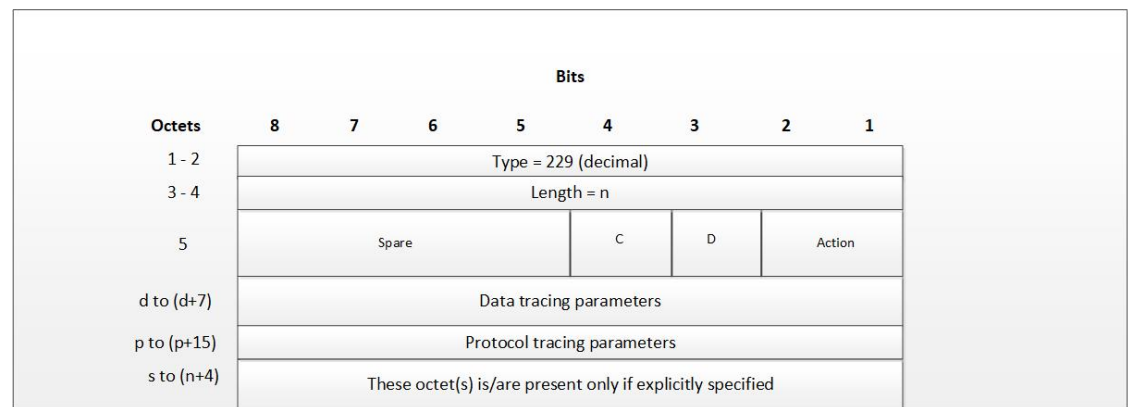 Bits
Octets 8 7 6 5 4 3 2 1
1 - 2 Type = 229 (decimal)
3 - 4 Length = n
5 Spare C D Action
d to (d+7) Data tracing parameters
p to (p+15) Protocol tracing parameters
s to (n+4) These octet(s) is/are present only if explicitly specified